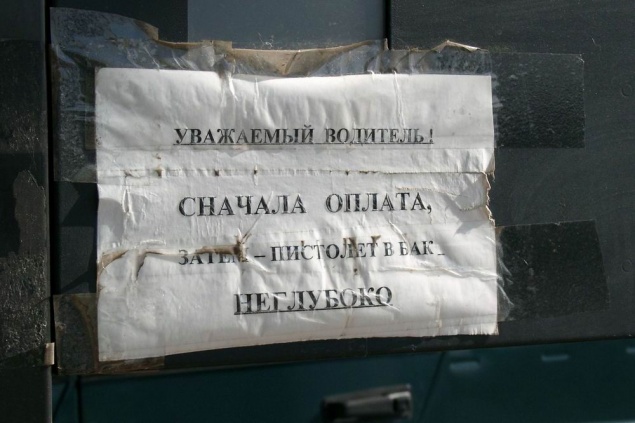 УВАЖАЕМЫЙ ВОДИТЕЛЬ!
СНАЧАЛА ОПЛАТА,
ЗАТЕМ – ПИСТОЛЕТ В БАК
НЕГЛУБОКО